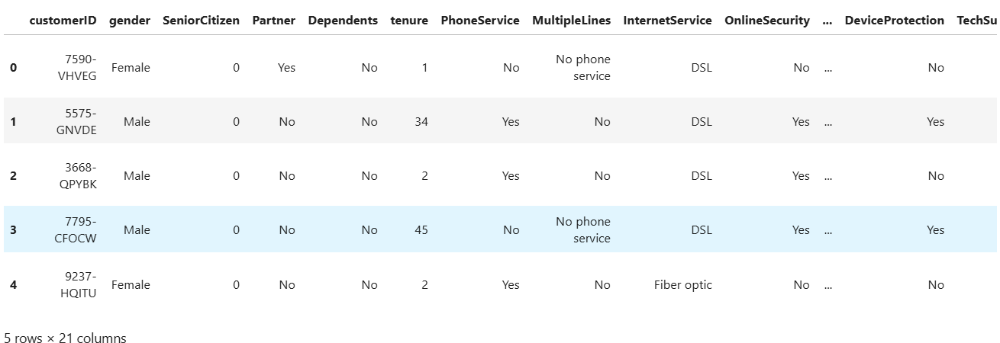 customerID gender SeniorCitizen Partner Dependents tenure PhoneService MultipleLines InternetService OnlineSecurity ... DeviceProtection TechSu
0 7590-VHVEG Female 0 Yes No 1 No No phone service DSL No ... No
1 5575-GNVDE Male 0 No No 34 Yes No DSL Yes ... Yes
2 3668-QPYBK Male 0 No No 2 Yes No DSL Yes ... No
3 7795-CFOCW Male 0 No No 45 No No phone service DSL Yes ... Yes
4 9237-HQITU Female 0 No No 2 Yes No Fiber optic No ... No
5 rows × 21 columns